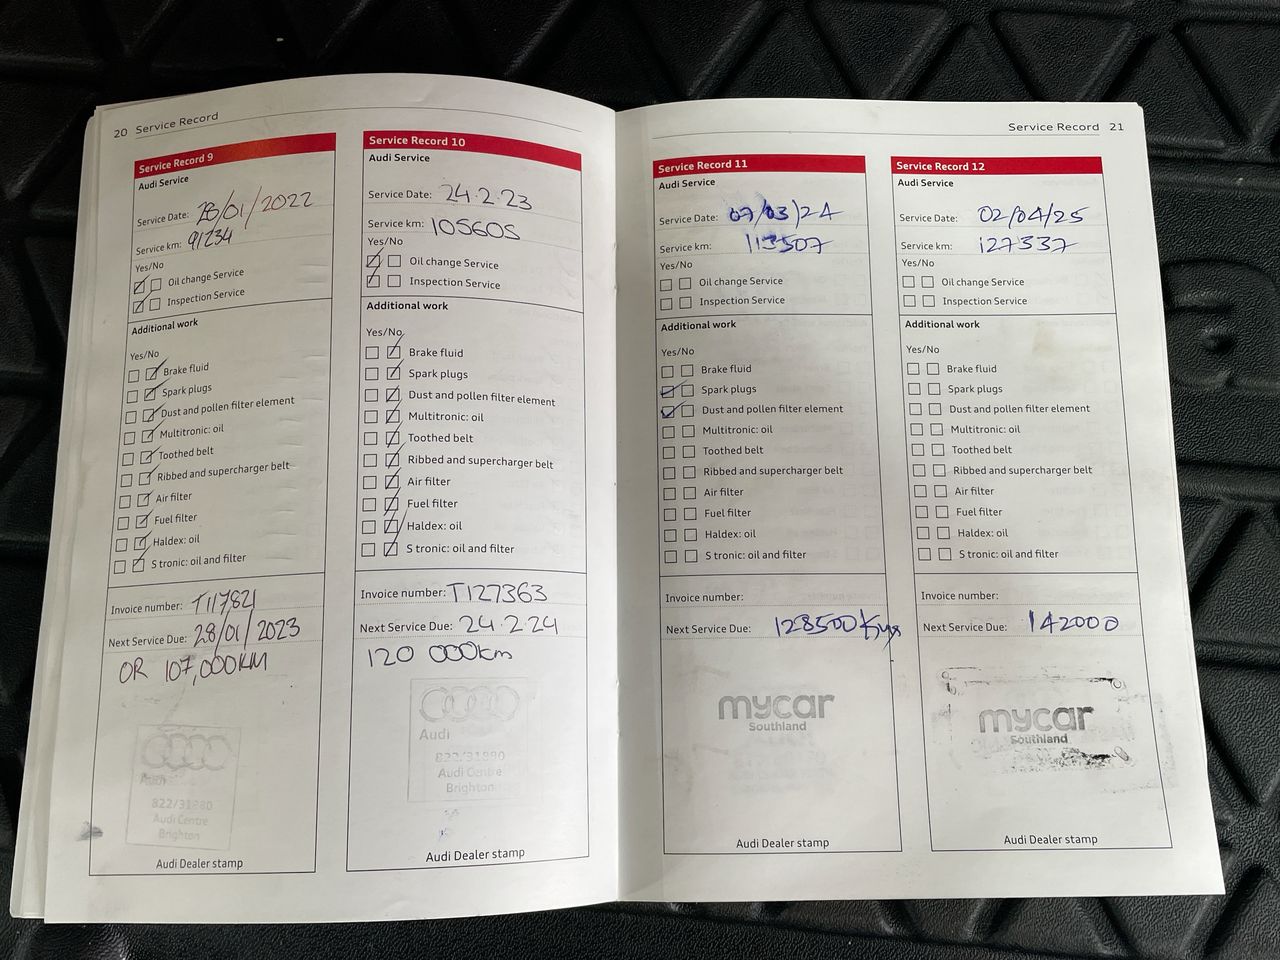 20 Service Record
Service Record 9
Audi Service
Service Date: 28/01/2022
Service km: 91234
Yes/No
Oil change Service
Inspection Service
Additional work
Yes/No
Brake fluid
Spark plugs
Dust and pollen filter element
Multitronic: oil
Toothed belt
Ribbed and supercharger belt
Air filter
Fuel filter
Haldex: oil
S tronic: oil and filter
Invoice number: T117821
Next Service Due: 28/01/2023
OR 107,000KM
Audi
822/31880
Audi Centre
Brighton
Audi Dealer stamp
Service Record 10
Audi Service
Service Date: 24.2.23
Service km: 105605
Yes/No
Oil change Service
Inspection Service
Additional work
Yes/No
Brake fluid
Spark plugs
Dust and pollen filter element
Multitronic: oil
Toothed belt
Ribbed and supercharger belt
Air filter
Fuel filter
Haldex: oil
S tronic: oil and filter
Invoice number: T127363
Next Service Due: 24.2.24
120 000km
Audi
822/31880
Audi Centre
Brighton
Audi Dealer stamp
Service Record 21
Service Record 11
Audi Service
Service Date: 07/03/24
Service km: 113507
Yes/No
Oil change Service
Inspection Service
Additional work
Yes/No
Brake fluid
Spark plugs
Dust and pollen filter element
Multitronic: oil
Toothed belt
Ribbed and supercharger belt
Air filter
Fuel filter
Haldex: oil
S tronic: oil and filter
Invoice number:
Next Service Due: 128500 Kms
mycar
Southland
Audi Dealer stamp
Service Record 12
Audi Service
Service Date: 02/04/25
Service km: 127337
Yes/No
Oil change Service
Inspection Service
Additional work
Yes/No
Brake fluid
Spark plugs
Dust and pollen filter element
Multitronic: oil
Toothed belt
Ribbed and supercharger belt
Air filter
Fuel filter
Haldex: oil
S tronic: oil and filter
Invoice number:
Next Service Due: 142000
mycar
Southland
Audi Dealer stamp